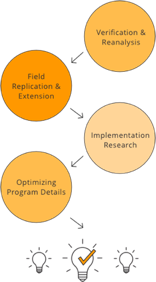 Verification &
Reanalysis
Field
Replication &
Extension
Implementation
Research
Optimizing
Program Details